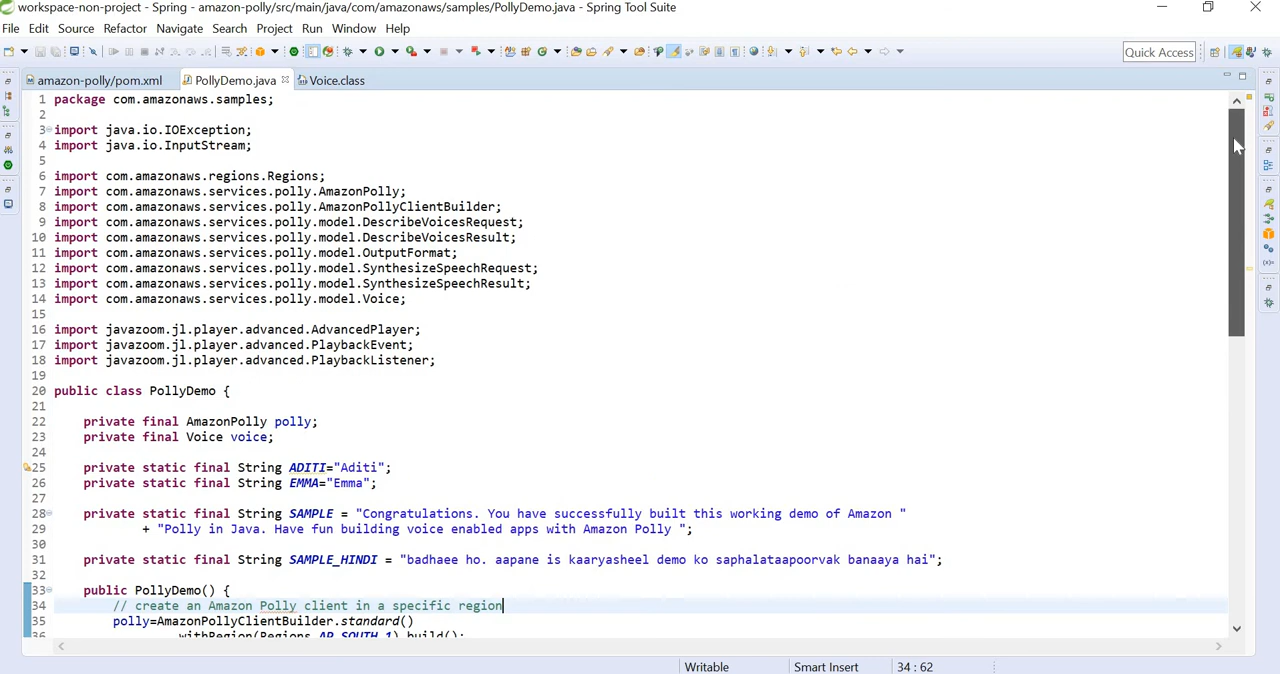 workspace-non-project - Spring - amazon-polly/src/main/java/com/amazonaws/samples/PollyDemo.java - Spring Tool Suite
File Edit Source Refactor Navigate Search Project Run Window Help
Quick Access
amazon-polly/pom.xml PollyDemo.java Voice.class
1 package com.amazonaws.samples;
2
3 import java.io.IOException;
4 import java.io.InputStream;
5
6 import com.amazonaws.regions.Regions;
7 import com.amazonaws.services.polly.AmazonPolly;
8 import com.amazonaws.services.polly.AmazonPollyClientBuilder;
9 import com.amazonaws.services.polly.model.DescribeVoicesRequest;
10 import com.amazonaws.services.polly.model.DescribeVoicesResult;
11 import com.amazonaws.services.polly.model.OutputFormat;
12 import com.amazonaws.services.polly.model.SynthesizeSpeechRequest;
13 import com.amazonaws.services.polly.model.SynthesizeSpeechResult;
14 import com.amazonaws.services.polly.model.Voice;
15
16 import javazoom.jl.player.advanced.AdvancedPlayer;
17 import javazoom.jl.player.advanced.PlaybackEvent;
18 import javazoom.jl.player.advanced.PlaybackListener;
19
20 public class PollyDemo {
21
22 private final AmazonPolly polly;
23 private final Voice voice;
24
25 private static final String ADITI="Aditi";
26 private static final String EMMA="Emma";
27
28 private static final String SAMPLE = "Congratulations. You have successfully built this working demo of Amazon "
29 + "Polly in Java. Have fun building voice enabled apps with Amazon Polly ";
30
31 private static final String SAMPLE_HINDI = "badhaee ho. aapane is kaaryasheel demo ko saphalataapoorvak banaaya hai";
32
33 public PollyDemo() {
34 // create an Amazon Polly client in a specific region
35 polly=AmazonPollyClientBuilder.standard()
36 .withRegion(Regions.AP_SOUTH_1).build();
Writable Smart Insert 34 : 62